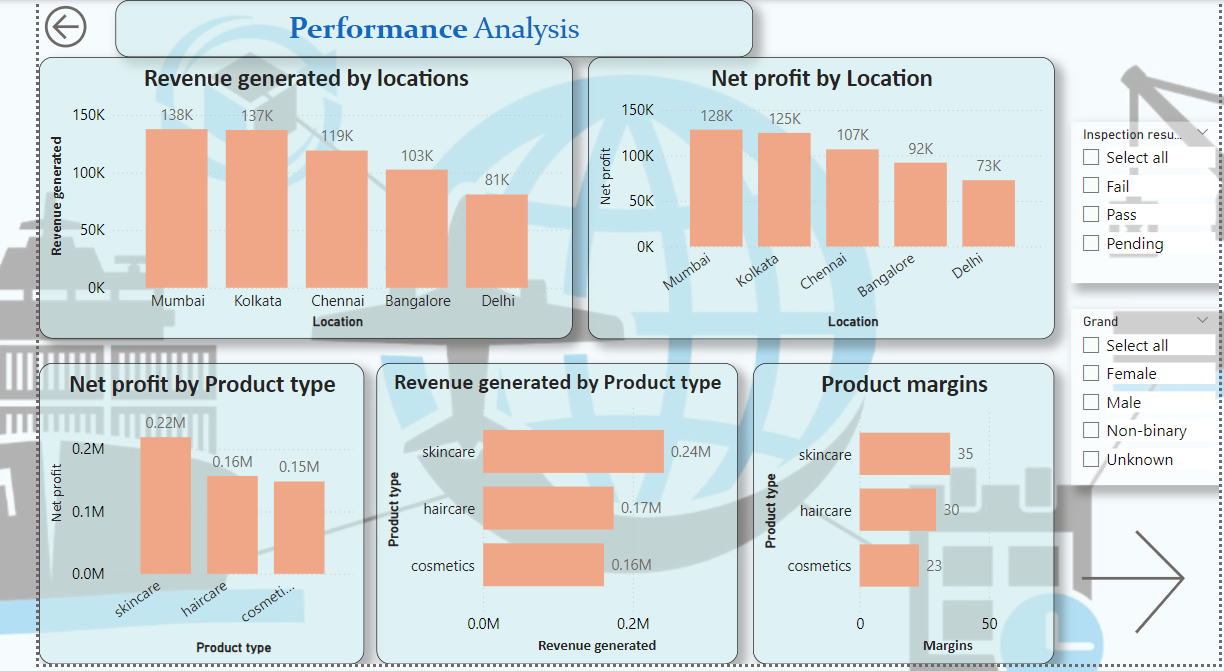 Performance Analysis
Revenue generated by locations
Revenue generated
150K
100K
50K
0K
138K
137K
119K
103K
81K
Mumbai
Kolkata
Chennai
Bangalore
Delhi
Location
Net profit by Location
Net profit
150K
100K
50K
0K
128K
125K
107K
92K
73K
Mumbai
Kolkata
Chennai
Bangalore
Delhi
Location
Inspection resu...
Select all
Fail
Pass
Pending
Grand
Select all
Female
Male
Non-binary
Unknown
Net profit by Product type
Net profit
0.2M
0.1M
0.0M
0.22M
0.16M
0.15M
skincare
haircare
cosmeti...
Product type
Revenue generated by Product type
Product type
skincare
0.24M
haircare
0.17M
cosmetics
0.16M
0.0M
0.2M
Revenue generated
Product margins
Product type
skincare
35
haircare
30
cosmetics
23
0
50
Margins